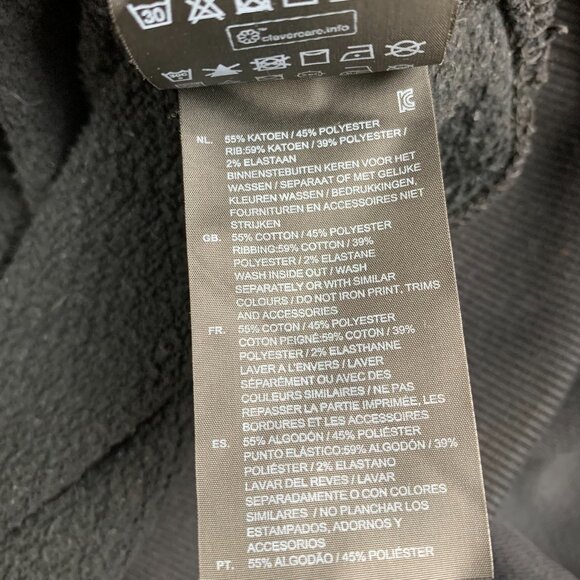 30
™ clevercare.info
NL. 55% KATOEN / 45% POLYESTER
RIB:59% KATOEN / 39% POLYESTER /
2% ELASTAAN
BINNENSTEBUITEN KEREN VOOR HET
WASSEN / SEPARAAT OF MET GELIJKE
KLEUREN WASSEN / BEDRUKKINGEN,
FOURNITUREN EN ACCESSOIRES NIET
STRIJKEN
GB. 55% COTTON / 45% POLYESTER
RIBBING:59% COTTON / 39%
POLYESTER / 2% ELASTANE
WASH INSIDE OUT / WASH
SEPARATELY OR WITH SIMILAR
COLOURS / DO NOT IRON PRINT, TRIMS
AND ACCESSORIES
FR. 55% COTON / 45% POLYESTER
COTON PEIGNÉ:59% COTON / 39%
POLYESTER / 2% ELASTHANNE
LAVER A L'ENVERS / LAVER
SÉPARÉMENT OU AVEC DES
COULEURS SIMILAIRES / NE PAS
REPASSER LA PARTIE IMPRIMÉE, LES
BORDURES ET LES ACCESSOIRES
ES. 55% ALGODÓN / 45% POLIÉSTER
PUNTO ELÁSTICO:59% ALGODÓN / 39%
POLIÉSTER / 2% ELASTANO
LAVAR DEL REVES / LAVAR
SEPARADAMENTE O CON COLORES
SIMILARES / NO PLANCHAR LOS
ESTAMPADOS, ADORNOS Y
ACCESORIOS
PT. 55% ALGODÃO / 45% POLIÉSTER